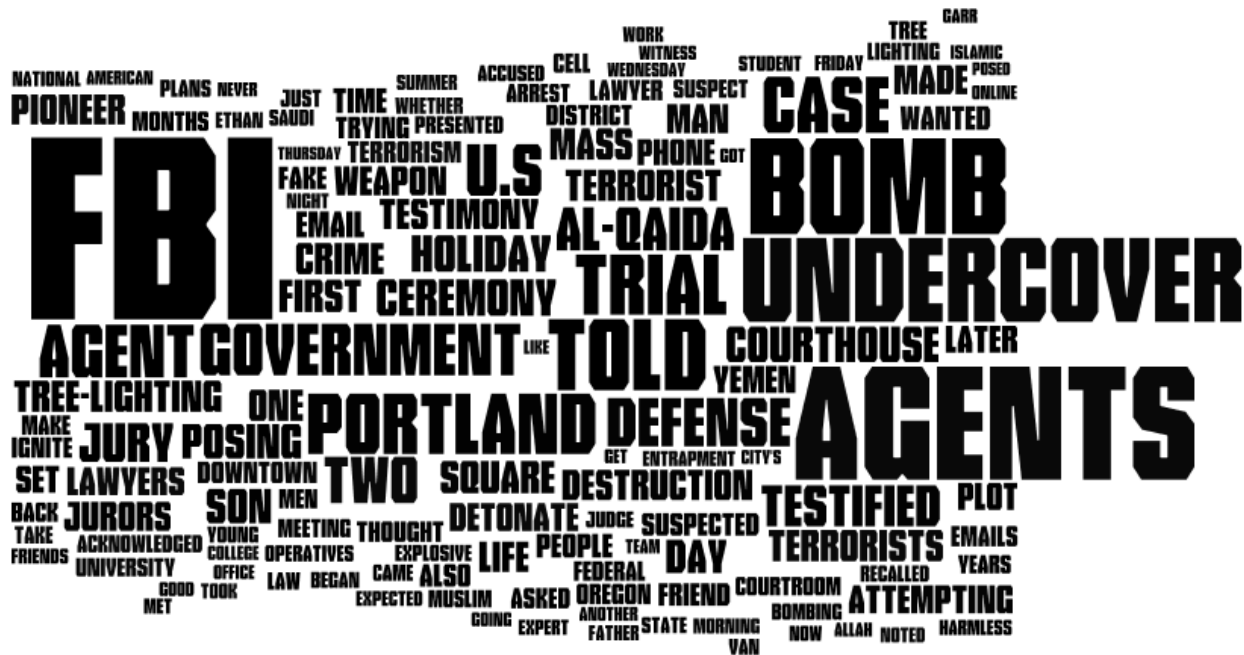 GARR
WORK TREE
WITNESS LIGHTING ISLAMIC
NATIONAL AMERICAN PLANS NEVER SUMMER ACCUSED CELL WEDNESDAY STUDENT FRIDAY MADE POSED
PIONEER MONTHS ETHAN SAUDI JUST TIME WHETHER ARREST LAWYER SUSPECT CASE ONLINE
TRYING PRESENTED DISTRICT MAN WANTED
FBI THURSDAY TERRORISM U.S MASS PHONE GOT BOMB
FAKE WEAPON TERRORIST
NIGHT
EMAIL TESTIMONY AL-QAIDA
CRIME HOLIDAY TRIAL UNDERCOVER
FIRST CEREMONY
AGENT GOVERNMENT LIKE TOLD COURTHOUSE LATER
TREE-LIGHTING ONE PORTLAND DEFENSE YEMEN AGENTS
MAKE
IGNITE JURY POSING GET ENTRAPMENT CITY'S
SET LAWYERS DOWNTOWN TWO SQUARE DESTRUCTION
BACK JURORS SON MEN DETONATE JUDGE SUSPECTED TESTIFIED PLOT
TAKE YOUNG MEETING THOUGHT
FRIENDS ACKNOWLEDGED COLLEGE OPERATIVES EXPLOSIVE LIFE PEOPLE TEAM DAY TERRORISTS EMAILS
UNIVERSITY OFFICE LAW BEGAN CAME ALSO FEDERAL RECALLED YEARS
GOOD TOOK EXPECTED MUSLIM ASKED OREGON FRIEND COURTROOM ATTEMPTING
MET GOING EXPERT ANOTHER STATE MORNING BOMBING
FATHER NOW ALLAH NOTED HARMLESS
VAN